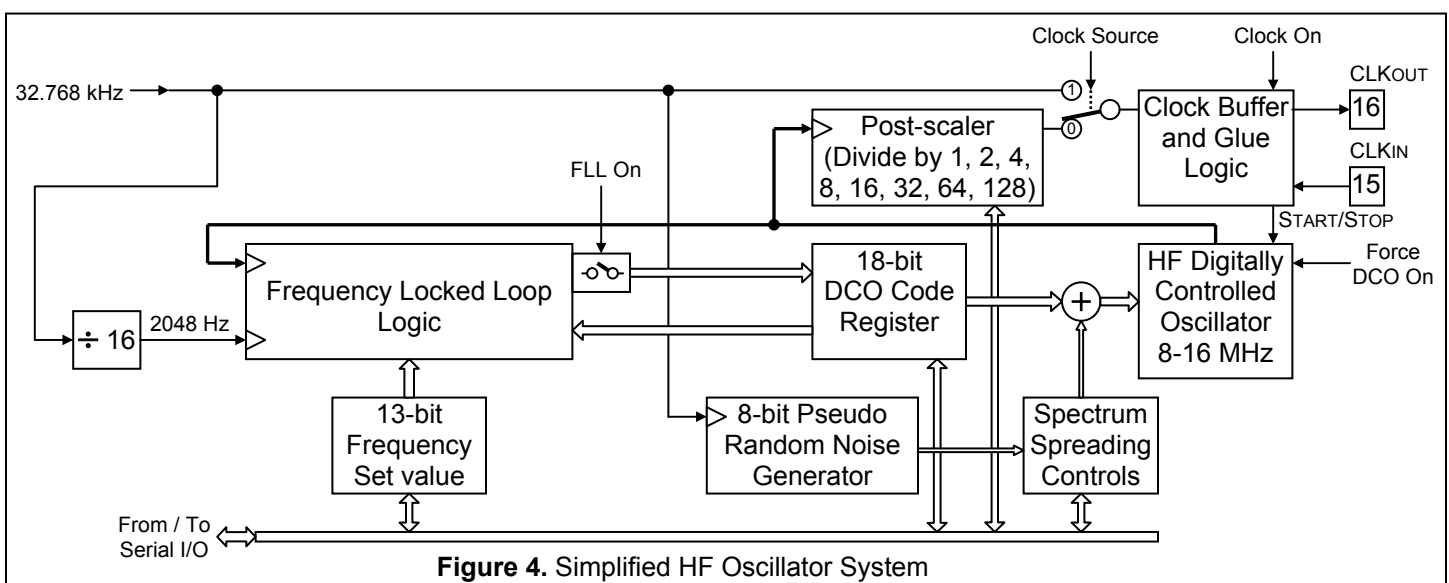 Clock Source
Clock On
32.768 kHz
1
0
CLKOUT
16
CLKIN
15
Post-scaler
(Divide by 1, 2, 4,
8, 16, 32, 64, 128)
Clock Buffer
and Glue
Logic
FLL On
START/STOP
Force
DCO On
Frequency Locked Loop
Logic
18-bit
DCO Code
Register
+
HF Digitally
Controlled
Oscillator
8-16 MHz
÷ 16
2048 Hz
13-bit
Frequency
Set value
8-bit Pseudo
Random Noise
Generator
Spectrum
Spreading
Controls
From / To
Serial I/O
Figure 4. Simplified HF Oscillator System